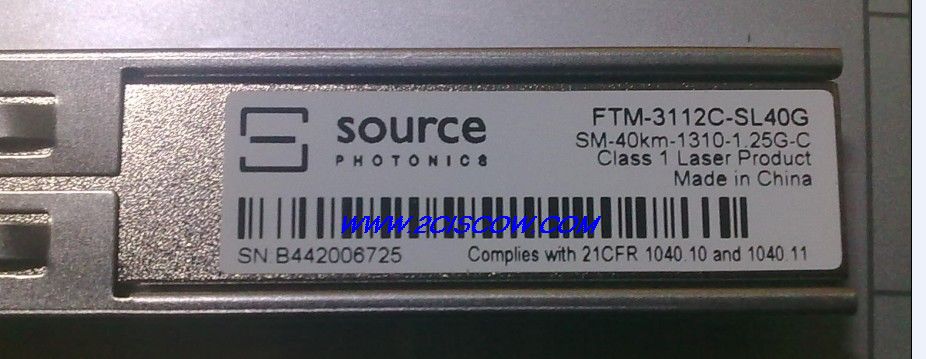 source
PHOTONICS
FTM-3112C-SL40G
SM-40km-1310-1.25G-C
Class 1 Laser Product
Made in China
WWW.2CISCOW.COM
SN B442006725
Complies with 21CFR 1040.10 and 1040.11